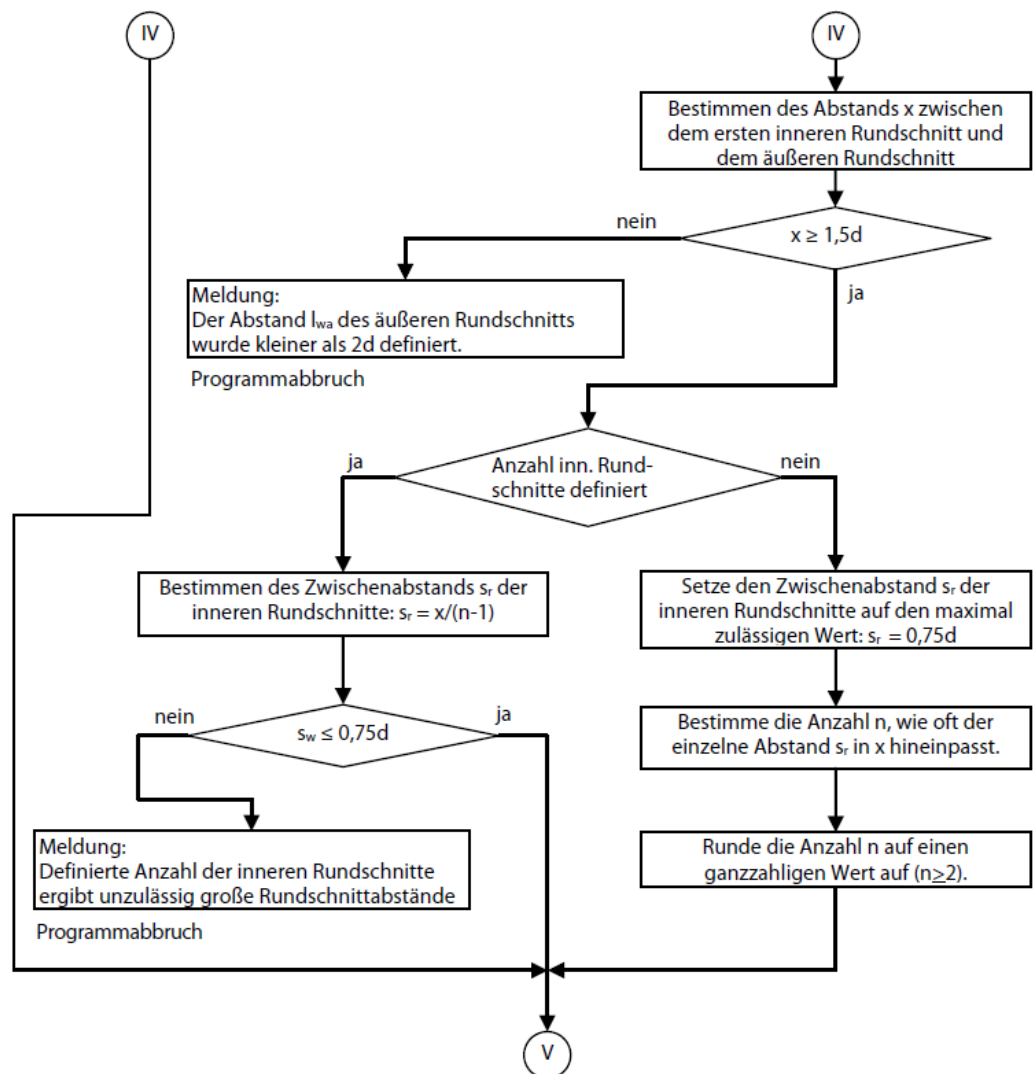 IV
IV
Bestimmen des Abstands x zwischen
dem ersten inneren Rundschnitt und
dem äußeren Rundschnitt
nein
x ≥ 1,5d
ja
Meldung:
Der Abstand lwa des äußeren Rundschnitts
wurde kleiner als 2d definiert.
Programmabbruch
ja
Anzahl inn. Rund-
schnitte definiert
nein
Bestimmen des Zwischenabstands sr der
inneren Rundschnitte: sr = x/(n-1)
Setze den Zwischenabstand sr der
inneren Rundschnitte auf den maximal
zulässigen Wert: sr = 0,75d
nein
sw ≤ 0,75d
ja
Bestimme die Anzahl n, wie oft der
einzelne Abstand sr in x hineinpasst.
Meldung:
Definierte Anzahl der inneren Rundschnitte
ergibt unzulässig große Rundschnittabstände
Programmabbruch
Runde die Anzahl n auf einen
ganzzahligen Wert auf (n≥2).
V